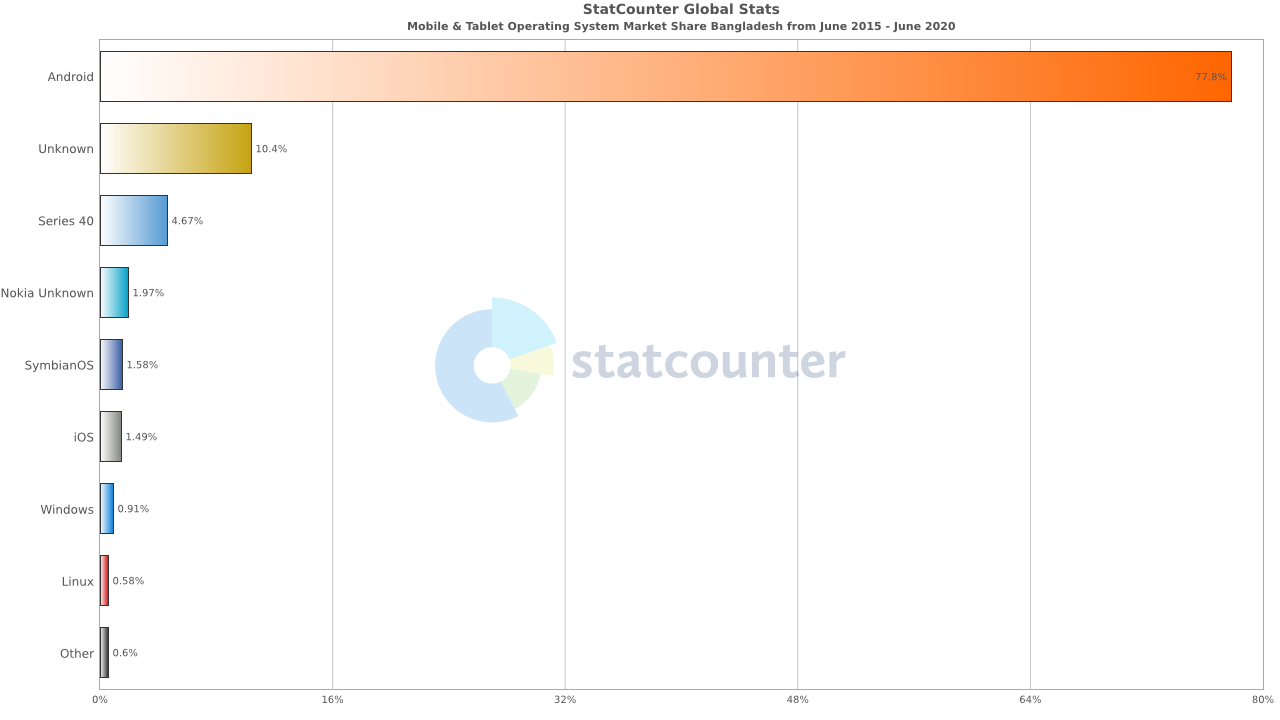 StatCounter Global Stats
Mobile & Tablet Operating System Market Share Bangladesh from June 2015 - June 2020
Android 77.8%
Unknown 10.4%
Series 40 4.67%
Nokia Unknown 1.97%
statcounter
SymbianOS 1.58%
iOS 1.49%
Windows 0.91%
Linux 0.58%
Other 0.6%
0% 16% 32% 48% 64% 80%